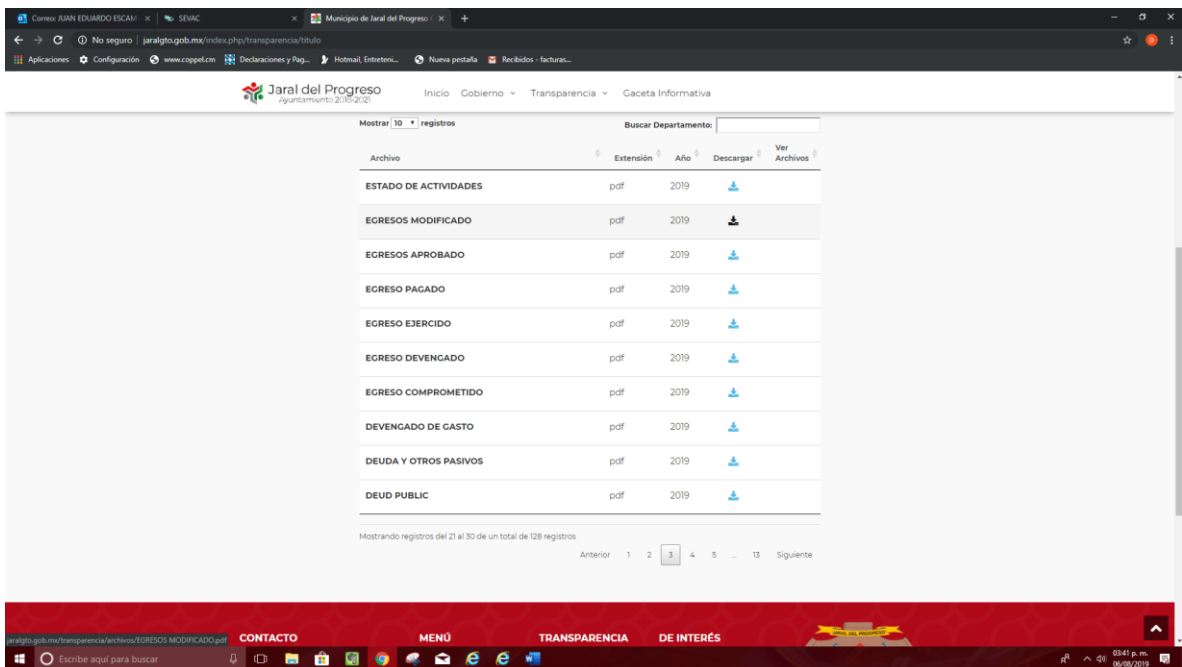 Correo: JUAN EDUARDO ESCAM
SEVAC
Municipio de Jaral del Progreso
No seguro | jaralgto.gob.mx/index.php/transparencia/titulo
Aplicaciones Configuración www.coppel.cm Declaraciones y Pag... Hotmail, Entreteni... Nueva pestaña Recibidos - facturas...
Jaral del Progreso
Ayuntamiento 2018-2021
Inicio Gobierno Transparencia Gaceta Informativa
Mostrar 10 registros Buscar Departamento:
Archivo Extensión Año Descargar Ver Archivos
ESTADO DE ACTIVIDADES pdf 2019
EGRESOS MODIFICADO pdf 2019
EGRESOS APROBADO pdf 2019
EGRESO PAGADO pdf 2019
EGRESO EJERCIDO pdf 2019
EGRESO DEVENGADO pdf 2019
EGRESO COMPROMETIDO pdf 2019
DEVENGADO DE GASTO pdf 2019
DEUDA Y OTROS PASIVOS pdf 2019
DEUD PUBLIC pdf 2019
Mostrando registros del 21 al 30 de un total de 128 registros
Anterior 1 2 3 4 5 ... 13 Siguiente
jaralgto.gob.mx/transparencia/archivos/EGRESOS MODIFICADO.pdf
CONTACTO MENÚ TRANSPARENCIA DE INTERÉS
JARAL DEL PROGRESO
Escribe aquí para buscar
03:41 p. m.
06/08/2019